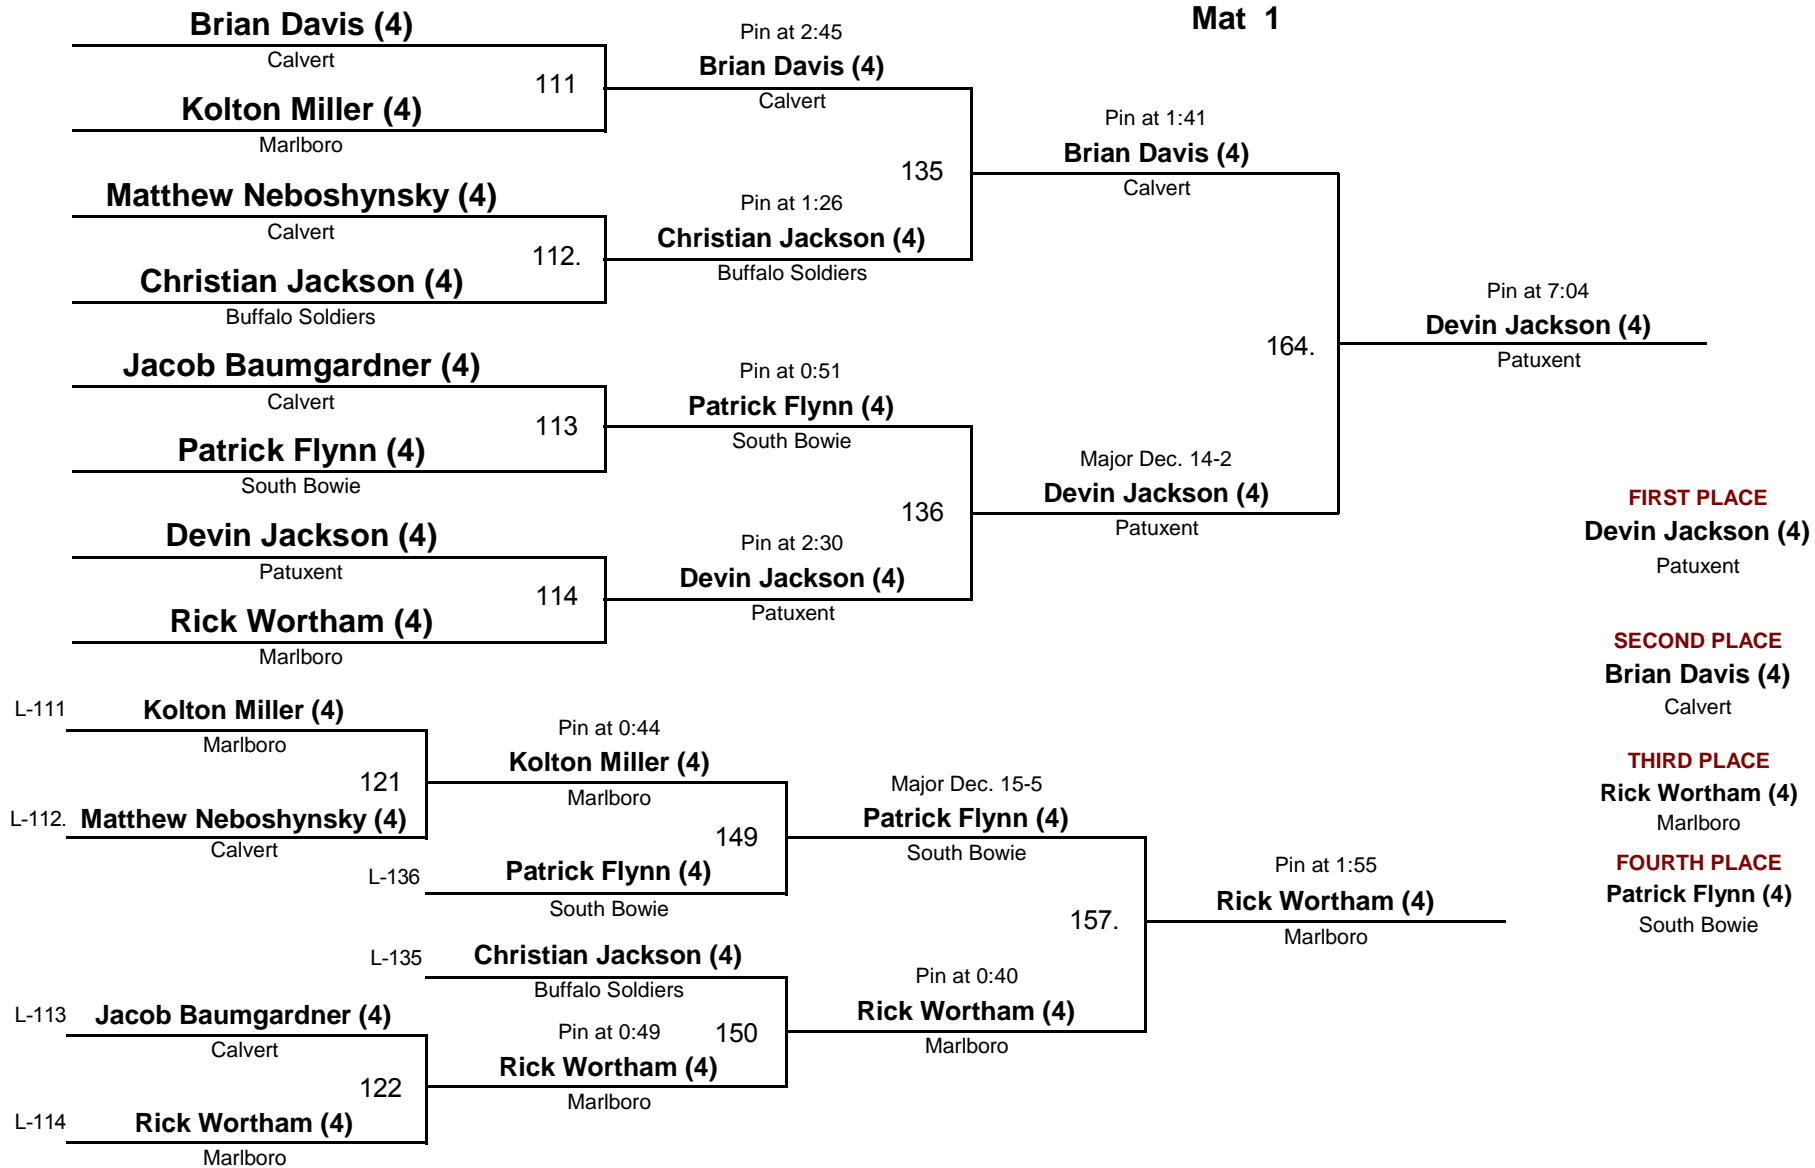 Mat 1
Brian Davis (4)
Calvert
111
Kolton Miller (4)
Marlboro
Matthew Neboshynsky (4)
Calvert
112.
Christian Jackson (4)
Buffalo Soldiers
Jacob Baumgardner (4)
Calvert
113
Patrick Flynn (4)
South Bowie
Devin Jackson (4)
Patuxent
114
Rick Wortham (4)
Marlboro
Pin at 2:45
Brian Davis (4)
Calvert
135
Pin at 1:26
Christian Jackson (4)
Buffalo Soldiers
Pin at 0:51
Patrick Flynn (4)
South Bowie
136
Pin at 2:30
Devin Jackson (4)
Patuxent
Pin at 1:41
Brian Davis (4)
Calvert
164.
Major Dec. 14-2
Devin Jackson (4)
Patuxent
Pin at 7:04
Devin Jackson (4)
Patuxent
L-111
Kolton Miller (4)
Marlboro
121
L-112.
Matthew Neboshynsky (4)
Calvert
Pin at 0:44
Kolton Miller (4)
Marlboro
149
L-136
Patrick Flynn (4)
South Bowie
L-135
Christian Jackson (4)
Buffalo Soldiers
150
L-113
Jacob Baumgardner (4)
Calvert
122
L-114
Rick Wortham (4)
Marlboro
Pin at 0:49
Rick Wortham (4)
Marlboro
Major Dec. 15-5
Patrick Flynn (4)
South Bowie
157.
Pin at 0:40
Rick Wortham (4)
Marlboro
Pin at 1:55
Rick Wortham (4)
Marlboro
FIRST PLACE
Devin Jackson (4)
Patuxent
SECOND PLACE
Brian Davis (4)
Calvert
THIRD PLACE
Rick Wortham (4)
Marlboro
FOURTH PLACE
Patrick Flynn (4)
South Bowie